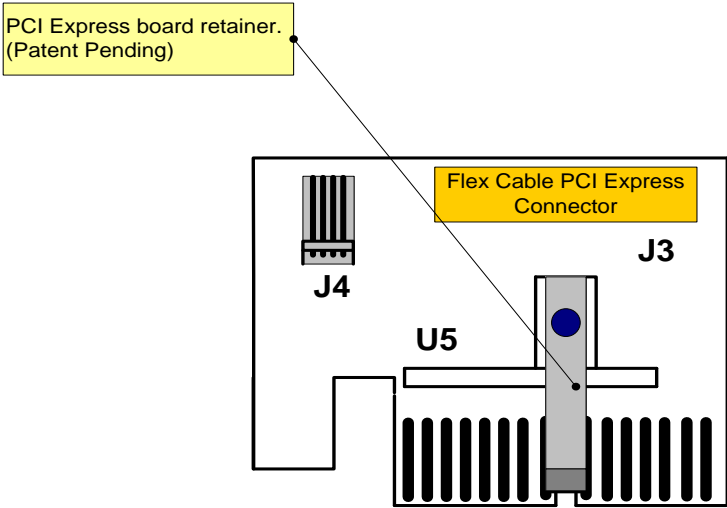 PCI Express board retainer.
(Patent Pending)
Flex Cable PCI Express
Connector
J3
J4
U5